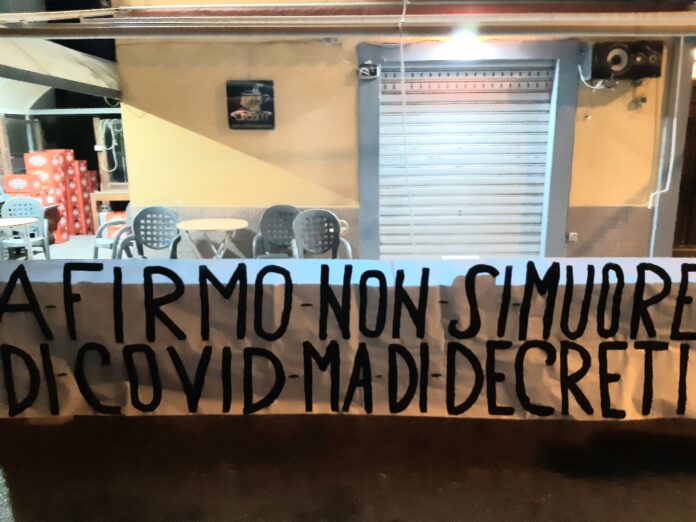 A-FIRMO-NON-SI MUORE
DI-COVID-MA DI-DECRETI